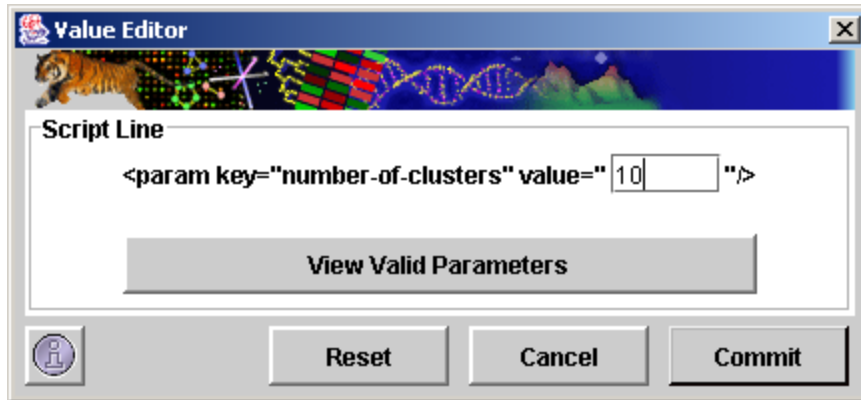 Value Editor
Script Line
<param key="number-of-clusters" value=" 10 "/>
View Valid Parameters
Reset Cancel Commit